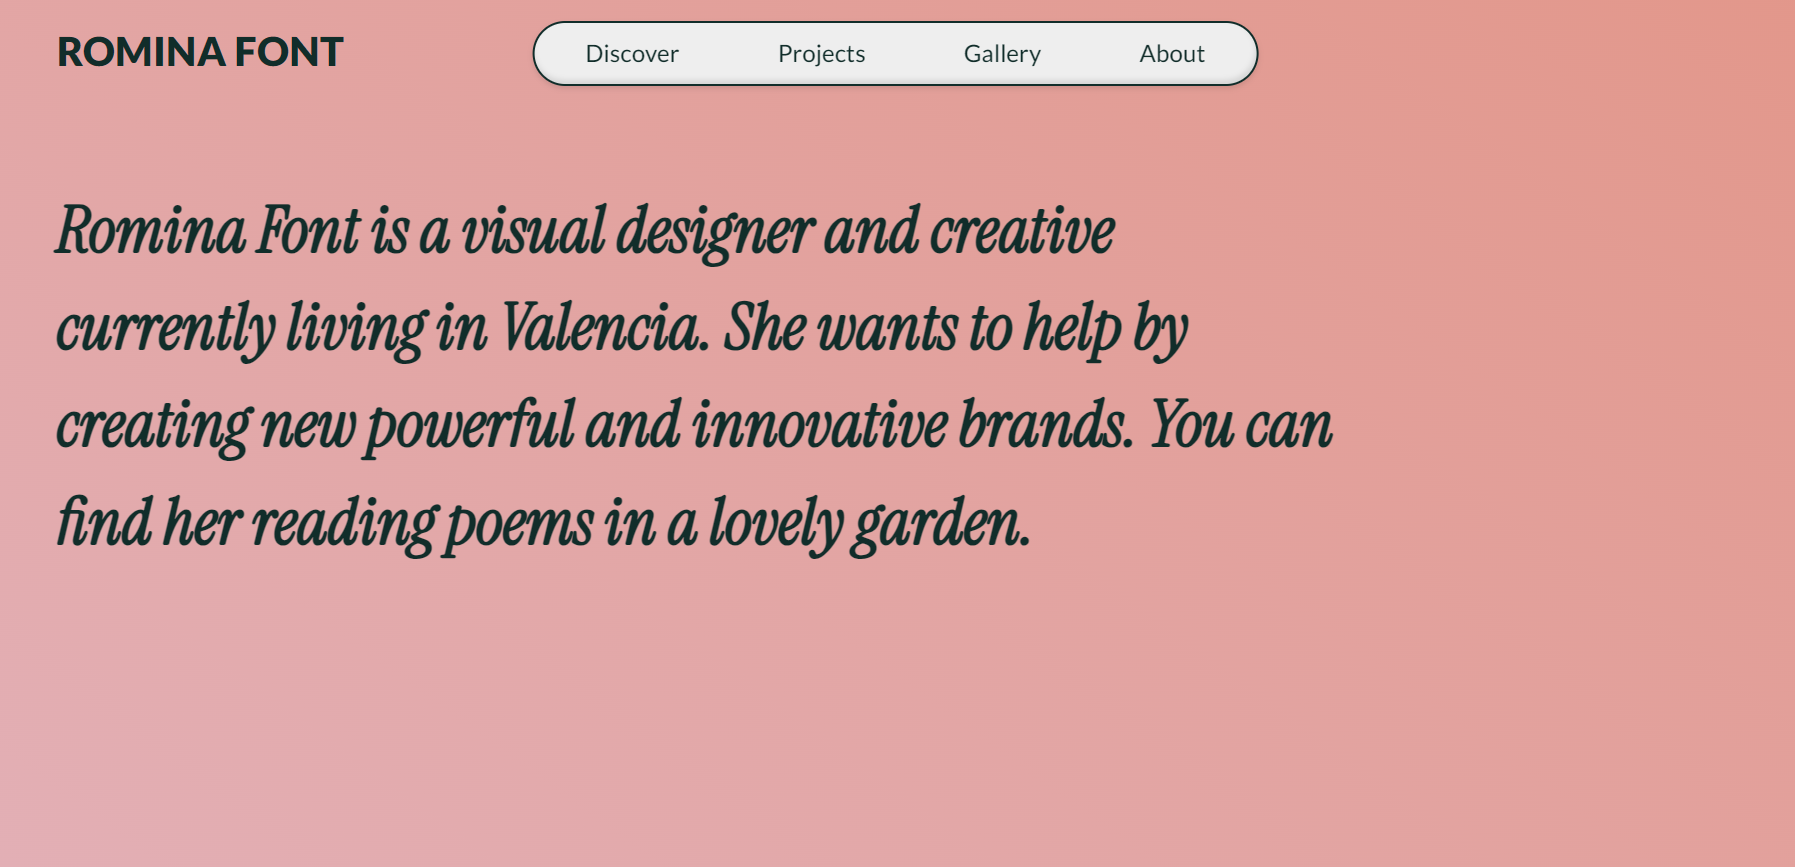 ROMINA FONT
Discover Projects Gallery About
Romina Font is a visual designer and creative
currently living in Valencia. She wants to help by
creating new powerful and innovative brands. You can
find her reading poems in a lovely garden.